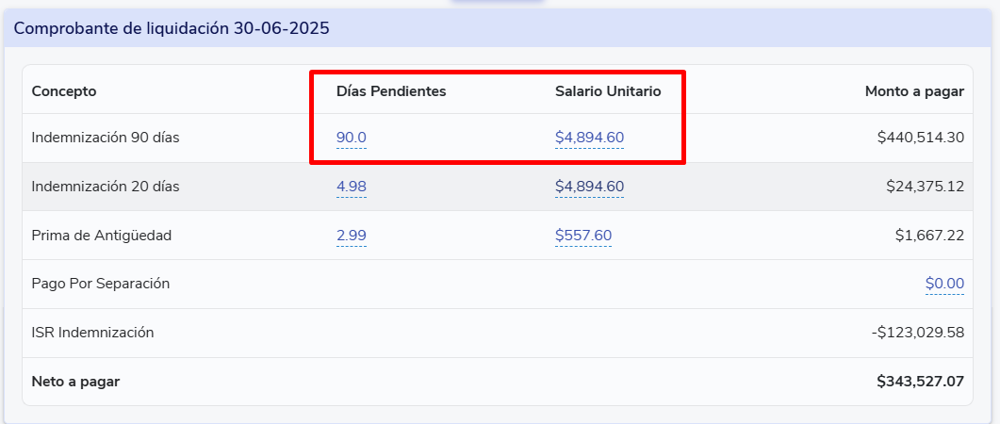 Comprobante de liquidación 30-06-2025
Concepto Días Pendientes Salario Unitario Monto a pagar
Indemnización 90 días 90.0 $4,894.60 $440,514.30
Indemnización 20 días 4.98 $4,894.60 $24,375.12
Prima de Antigüedad 2.99 $557.60 $1,667.22
Pago Por Separación $0.00
ISR Indemnización -$123,029.58
Neto a pagar $343,527.07